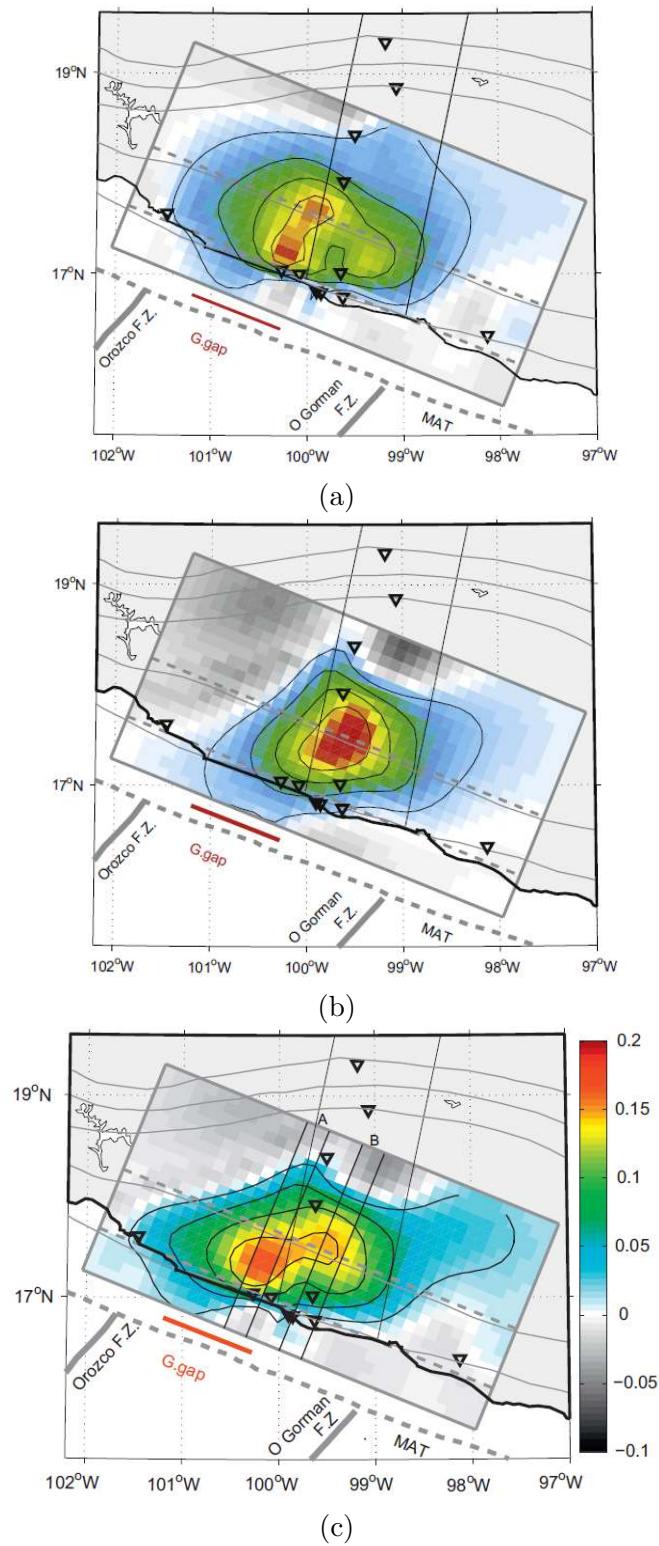 19°N
17°N
Orozco F.Z.
G.gap
O Gorman
F.Z.
MAT
102°W
101°W
100°W
99°W
98°W
97°W
(a)
19°N
17°N
Orozco F.Z.
G.gap
O Gorman
F.Z.
MAT
102°W
101°W
100°W
99°W
98°W
97°W
(b)
0.2
A
B
19°N
0.15
0.1
0.05
17°N
0
Orozco F.Z.
G.gap
−0.05
O Gorman
F.Z
MAT
−0.1
102°W
101°W
100°W
99°W
98°W
97°W
(c)